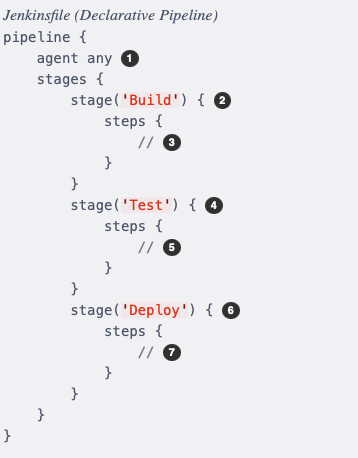 Jenkinsfile (Declarative Pipeline)
pipeline {
    agent any 1
    stages {
        stage('Build') { 2
            steps {
                // 3
            }
        }
        stage('Test') { 4
            steps {
                // 5
            }
        }
        stage('Deploy') { 6
            steps {
                // 7
            }
        }
    }
}